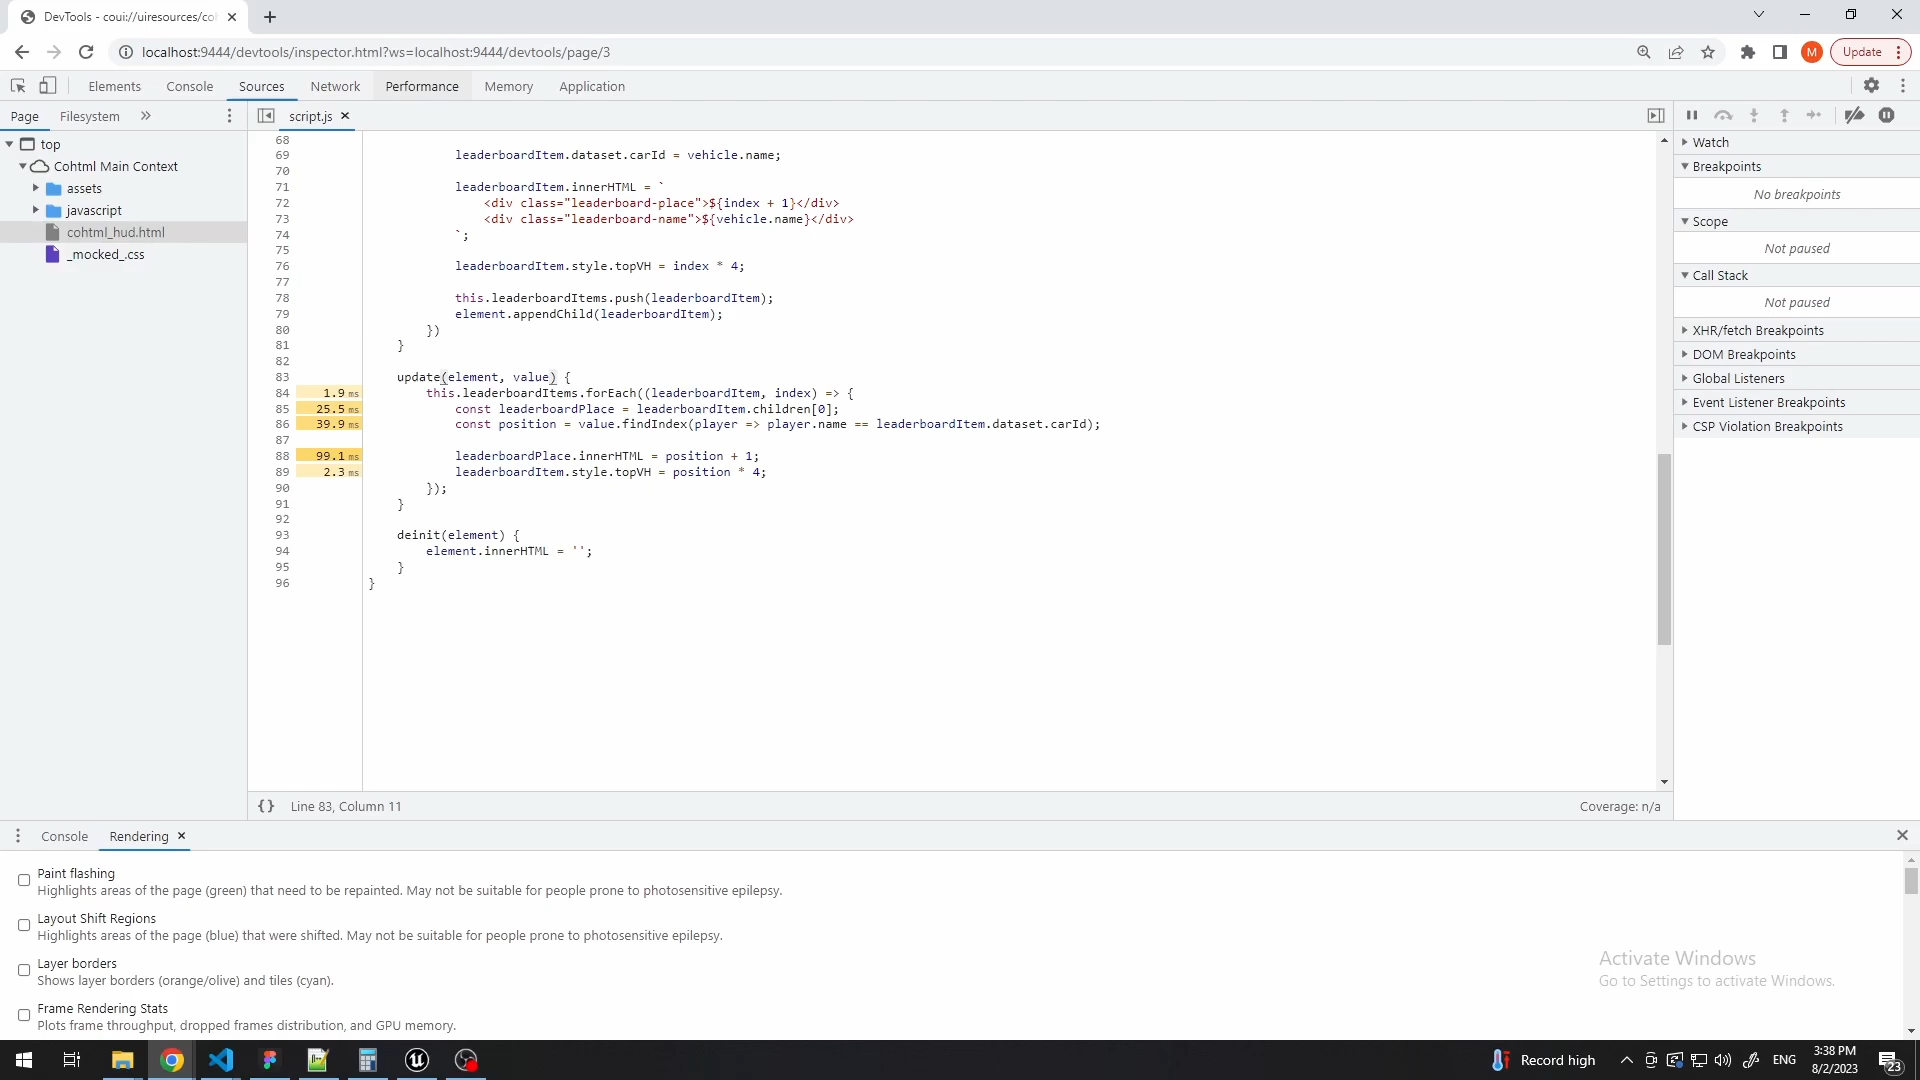 DevTools - coui://uiresources/co
localhost:9444/devtools/inspector.html?ws=localhost:9444/devtools/page/3
M
Update
Elements
Console
Sources
Network
Performance
Memory
Application
Page
Filesystem
script.js
top
Cohtml Main Context
assets
javascript
cohtml_hud.html
_mocked_.css
68
69 leaderboardItem.dataset.carId = vehicle.name;
70
71 leaderboardItem.innerHTML = `
72 <div class="leaderboard-place">${index + 1}</div>
73 <div class="leaderboard-name">${vehicle.name}</div>
74 `;
75
76 leaderboardItem.style.topVH = index * 4;
77
78 this.leaderboardItems.push(leaderboardItem);
79 element.appendChild(leaderboardItem);
80 })
81 }
82
83 update(element, value) {
84 1.9 ms this.leaderboardItems.forEach((leaderboardItem, index) => {
85 25.5 ms const leaderboardPlace = leaderboardItem.children[0];
86 39.9 ms const position = value.findIndex(player => player.name == leaderboardItem.dataset.carId);
87
88 99.1 ms leaderboardPlace.innerHTML = position + 1;
89 2.3 ms leaderboardItem.style.topVH = position * 4;
90 });
91 }
92
93 deinit(element) {
94 element.innerHTML = '';
95 }
96 }
{} Line 83, Column 11
Coverage: n/a
Watch
Breakpoints
No breakpoints
Scope
Not paused
Call Stack
Not paused
XHR/fetch Breakpoints
DOM Breakpoints
Global Listeners
Event Listener Breakpoints
CSP Violation Breakpoints
Console
Rendering
Paint flashing
Highlights areas of the page (green) that need to be repainted. May not be suitable for people prone to photosensitive epilepsy.
Layout Shift Regions
Highlights areas of the page (blue) that were shifted. May not be suitable for people prone to photosensitive epilepsy.
Layer borders
Shows layer borders (orange/olive) and tiles (cyan).
Frame Rendering Stats
Plots frame throughput, dropped frames distribution, and GPU memory.
Activate Windows
Go to Settings to activate Windows.
Record high
ENG
3:38 PM
8/2/2023
23